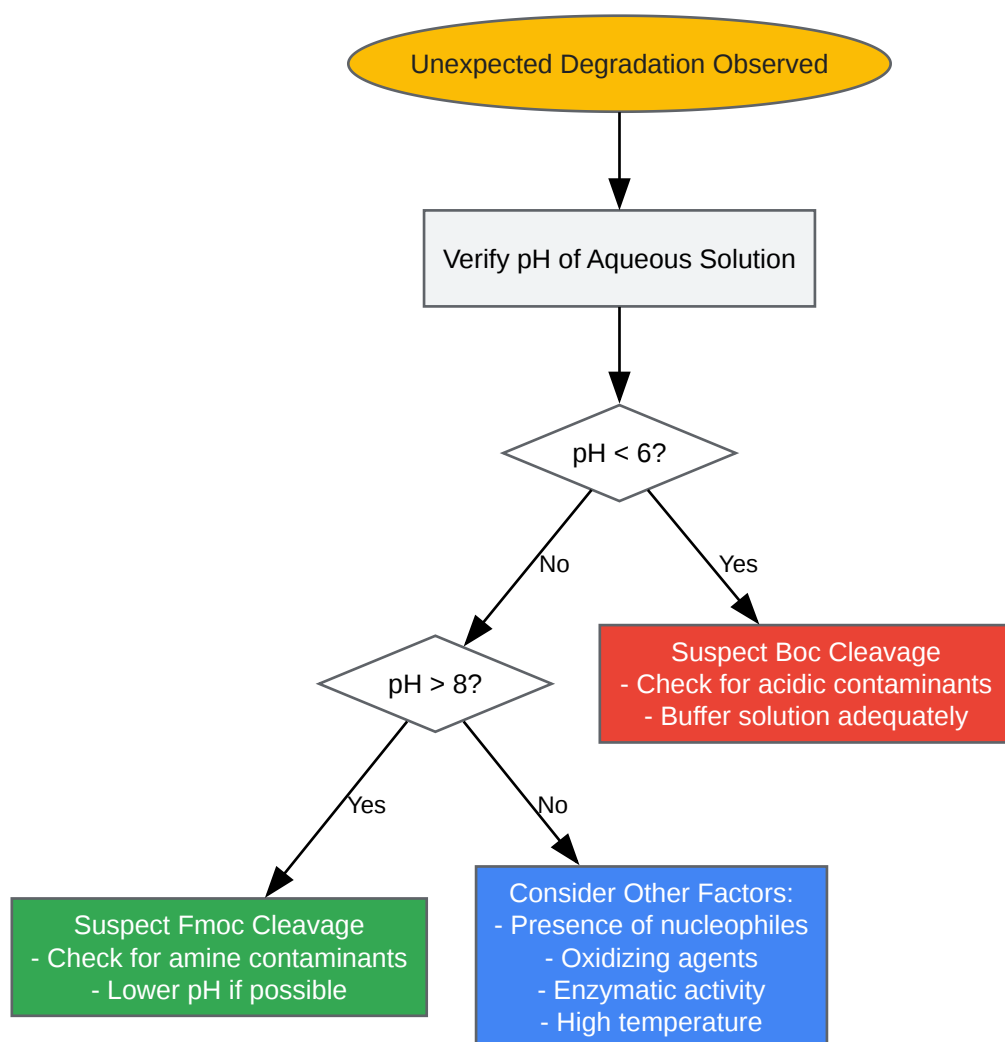 Unexpected Degradation Observed
Verify pH of Aqueous Solution
pH < 6?
No
Yes
Suspect Boc Cleavage
- Check for acidic contaminants
- Buffer solution adequately
pH > 8?
Yes
No
Suspect Fmoc Cleavage
- Check for amine contaminants
- Lower pH if possible
Consider Other Factors:
- Presence of nucleophiles
- Oxidizing agents
- Enzymatic activity
- High temperature